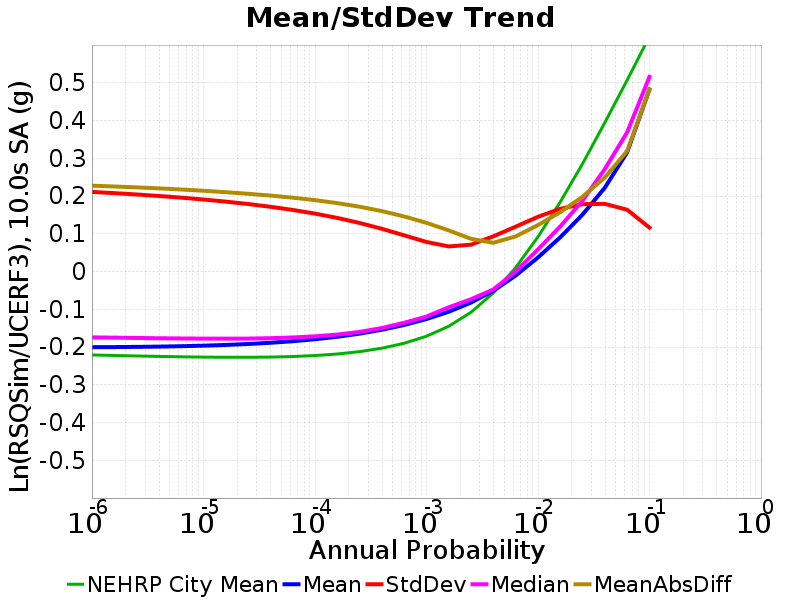 Mean/StdDev Trend
Ln(RSQSim/UCERF3), 10.0s SA (g)
0.5
0.4
0.3
0.2
0.1
0
-0.1
-0.2
-0.3
-0.4
-0.5
10^-6 10^-5 10^-4 10^-3 10^-2 10^-1 10^0
Annual Probability
NEHRP City Mean Mean StdDev Median MeanAbsDiff